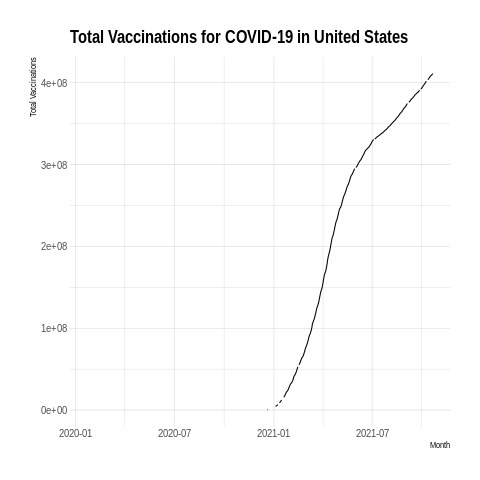 Total Vaccinations for COVID-19 in United States
Total Vaccinations
4e+08
3e+08
2e+08
1e+08
0e+00
2020-01 2020-07 2021-01 2021-07
Month